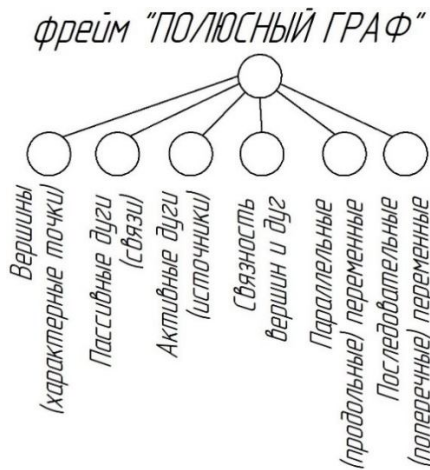 фрейм "ПОЛЮСНЫЙ ГРАФ"
Вершины
(характерные точки)
Пассивные дуги
(связи)
Активные дуги
(источники)
Связность
вершин и дуг
Параллельные
(продольные) переменные
Последовательные
(поперечные) переменные